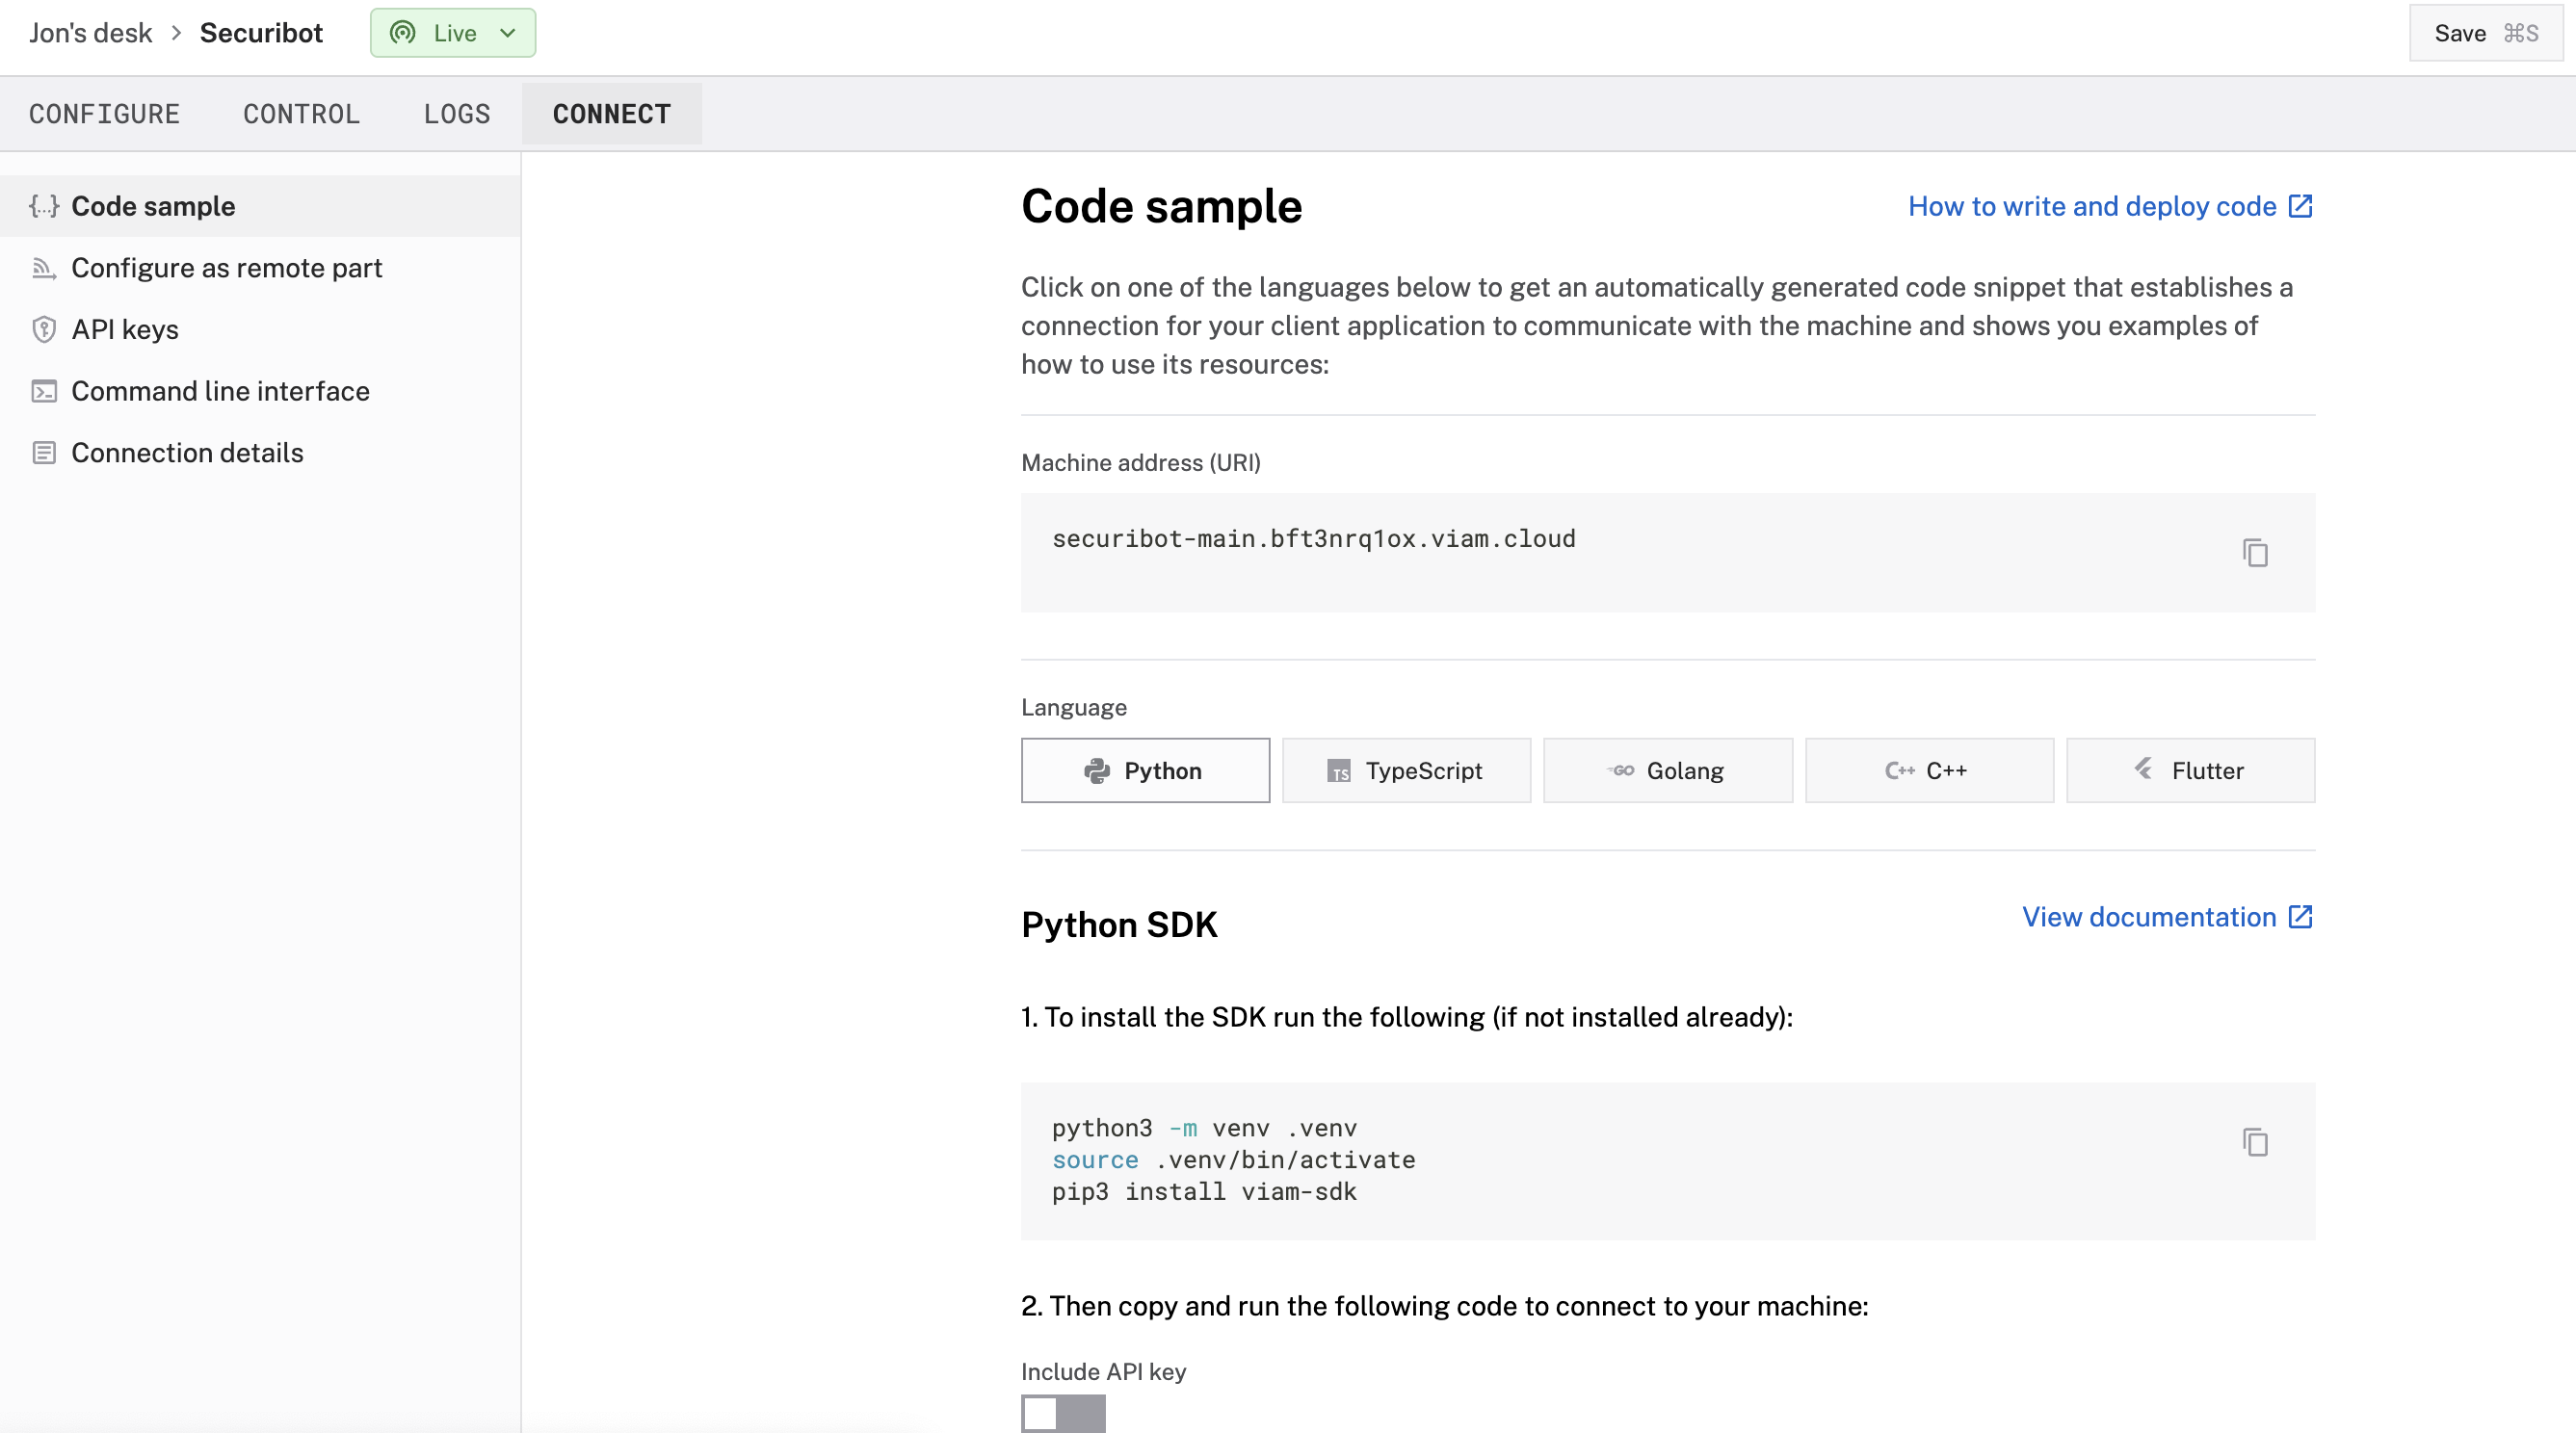 Jon's desk > Securibot Live Save ⌘S
CONFIGURE CONTROL LOGS CONNECT
{...} Code sample
Configure as remote part
API keys
Command line interface
Connection details
Code sample How to write and deploy code
Click on one of the languages below to get an automatically generated code snippet that establishes a
connection for your client application to communicate with the machine and shows you examples of
how to use its resources:
Machine address (URI)
securibot-main.bft3nrq1ox.viam.cloud
Language
Python TS TypeScript GO Golang C++ C++ Flutter
Python SDK View documentation
1. To install the SDK run the following (if not installed already):
python3 -m venv .venv
source .venv/bin/activate
pip3 install viam-sdk
2. Then copy and run the following code to connect to your machine:
Include API key